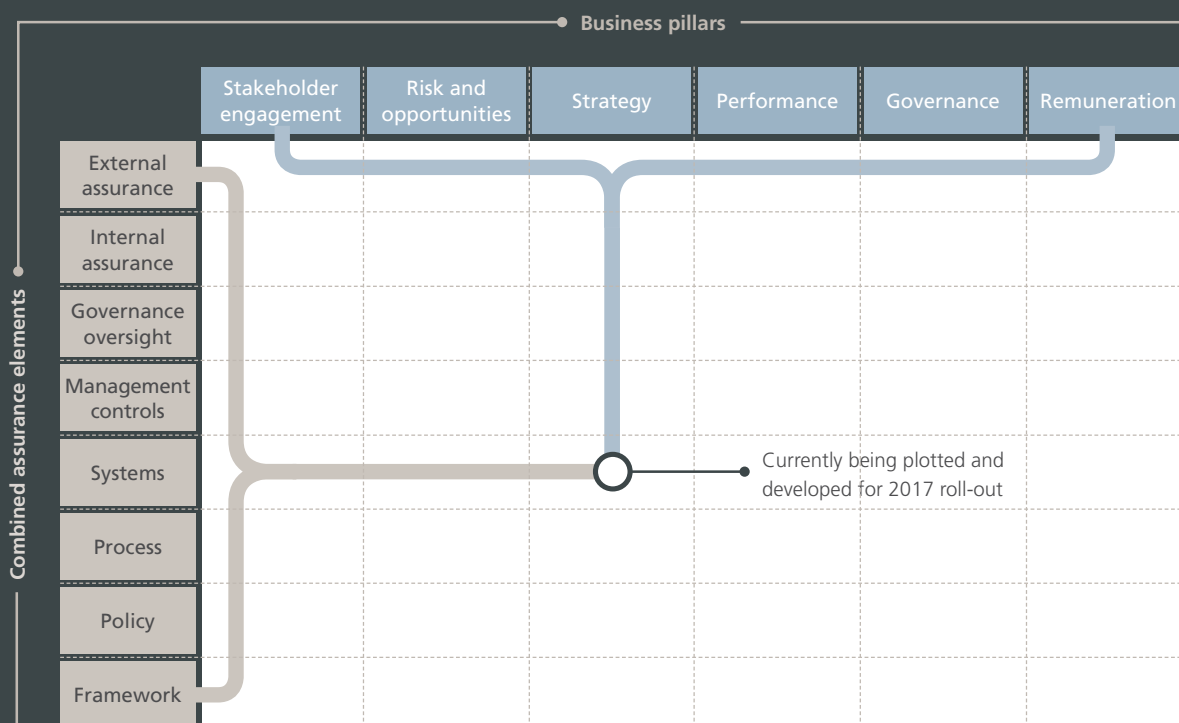 Business pillars
Stakeholder
engagement
Risk and
opportunities
Strategy
Performance
Governance
Remuneration
Combined assurance elements
External
assurance
Internal
assurance
Governance
oversight
Management
controls
Systems
Currently being plotted and
developed for 2017 roll-out
Process
Policy
Framework